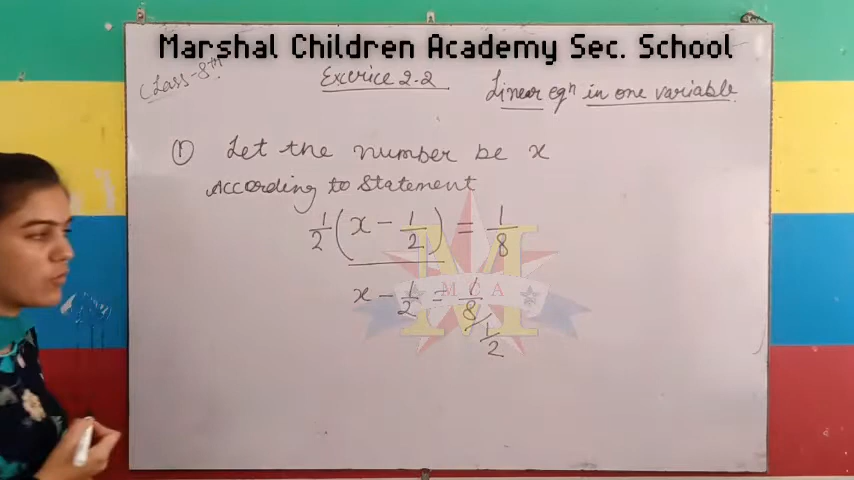 Marshal Children Academy Sec. School
Class-8th
Excerice 2.2
Linear eqn in one variable
① Let the number be x
According to Statement
1/2 (x - 1/2) = 1/8
x - 1/2 = 1/8 / 1/2
M C A